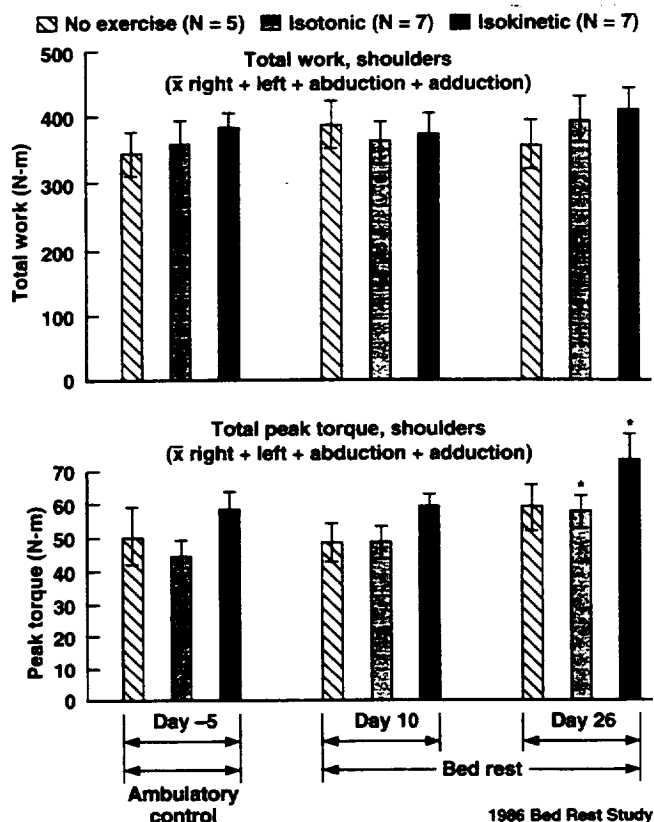 No exercise (N = 5) Isotonic (N = 7) Isokinetic (N = 7)
Total work, shoulders
(x̅ right + left + abduction + adduction)
Total work (N-m)
500
400
300
200
100
0
Total peak torque, shoulders
(x̅ right + left + abduction + adduction)
Peak torque (N-m)
70
60
50
40
30
20
10
0
*
*
Day –5 Day 10 Day 26
Bed rest
Ambulatory
control
1986 Bed Rest Study